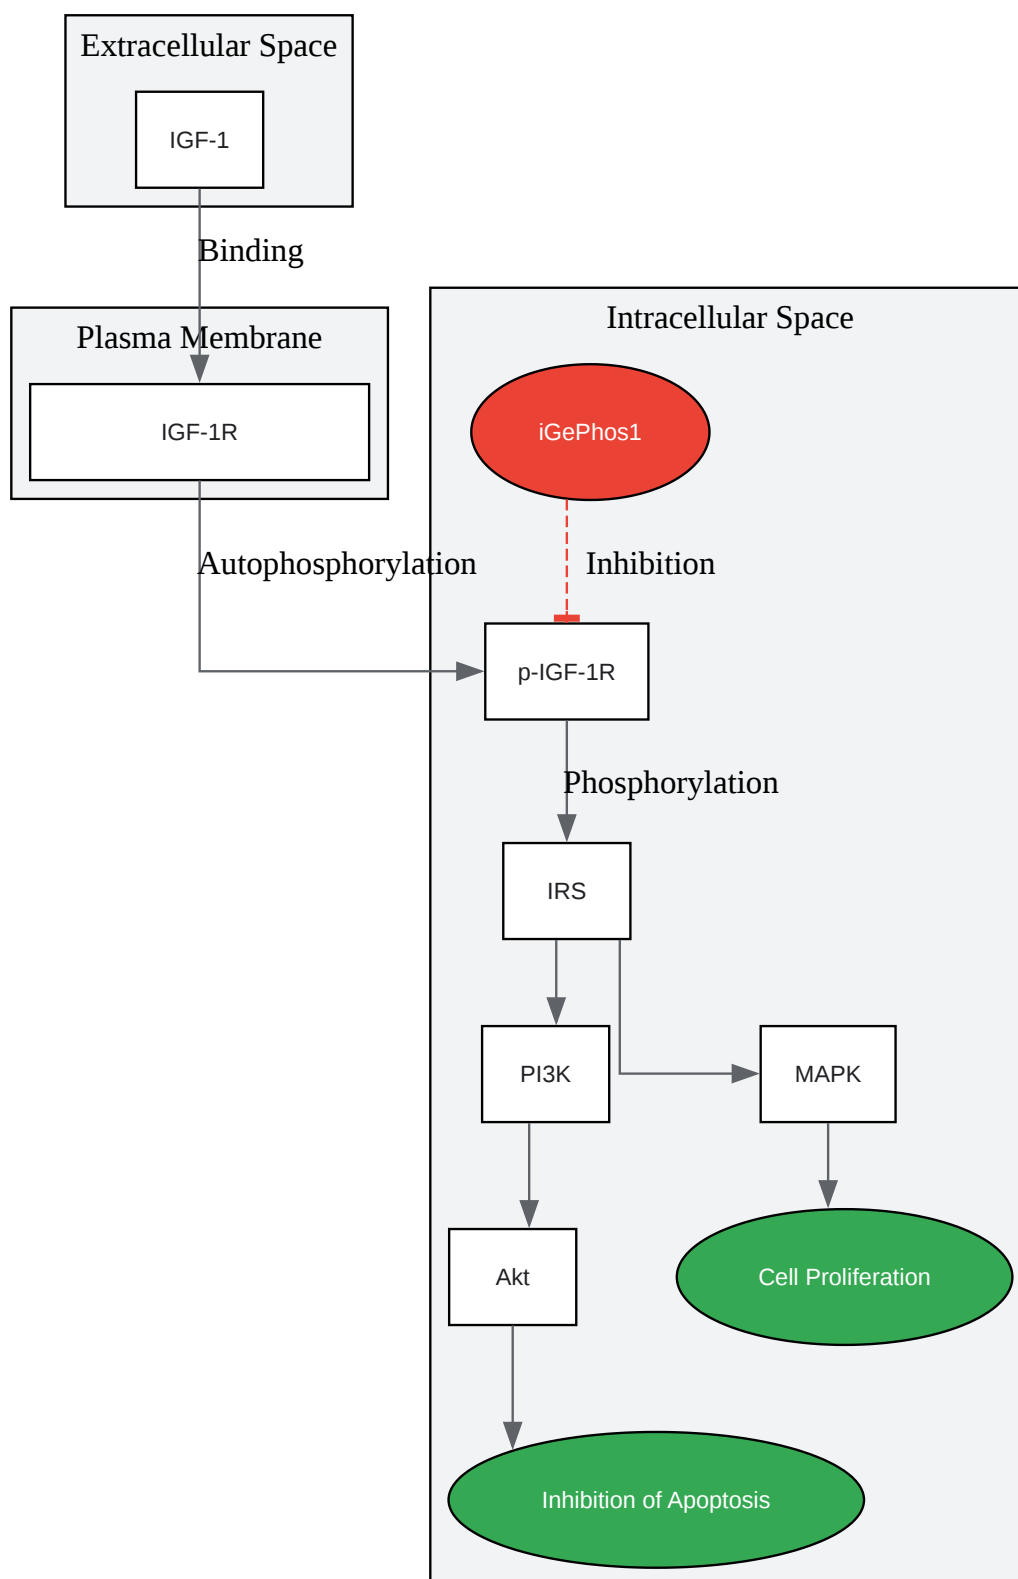 Extracellular Space
IGF-1
Binding
Plasma Membrane
IGF-1R
Autophosphorylation
Intracellular Space
iGePhos1
Inhibition
p-IGF-1R
Phosphorylation
IRS
PI3K
MAPK
Akt
Cell Proliferation
Inhibition of Apoptosis